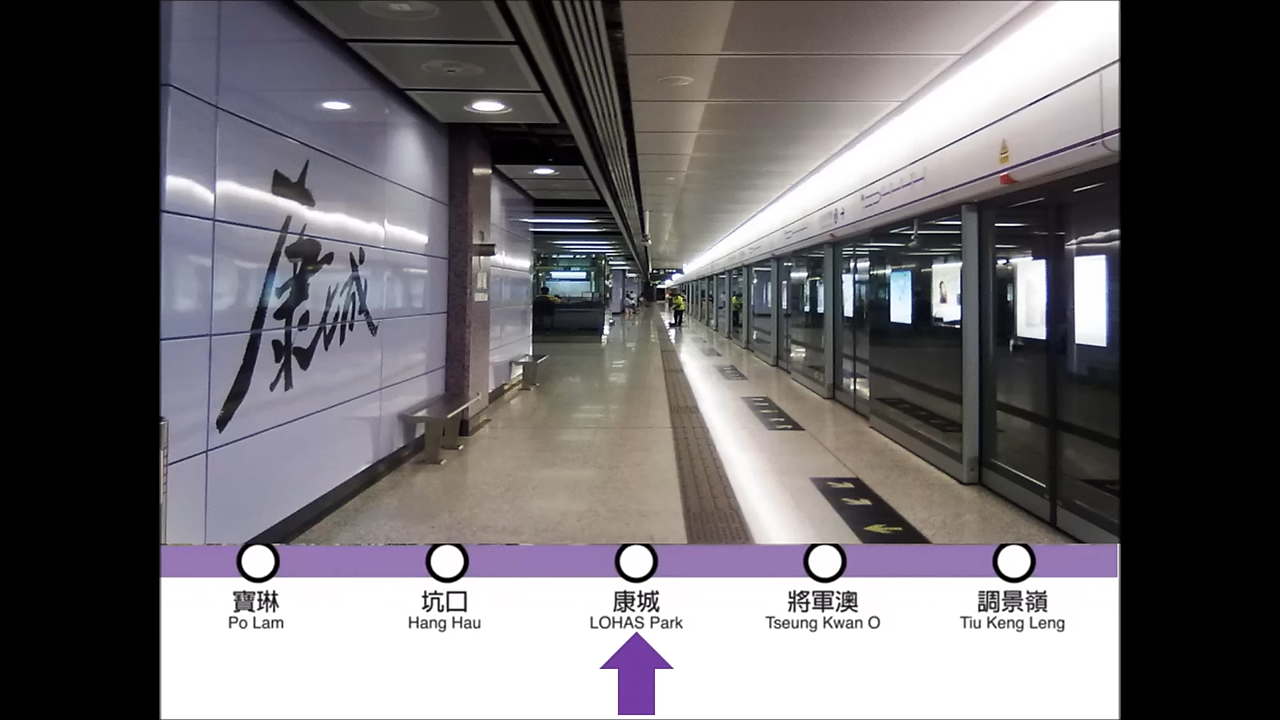 康城
寶琳
Po Lam
坑口
Hang Hau
康城
LOHAS Park
將軍澳
Tseung Kwan O
調景嶺
Tiu Keng Leng